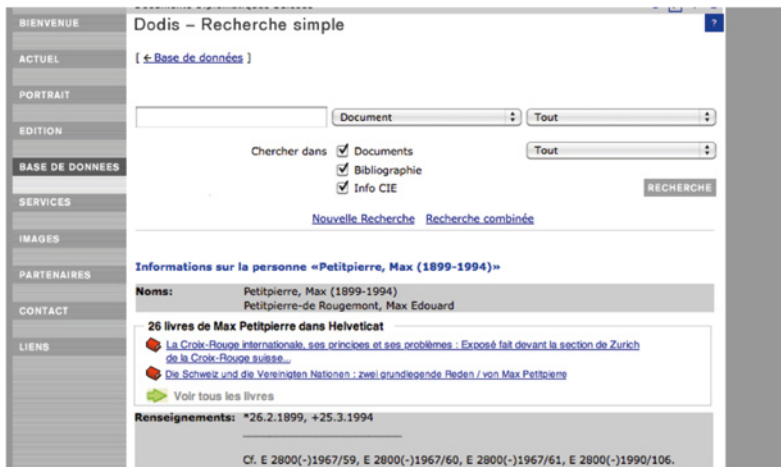 Documents Diplomatiques Suisses
Dodis – Recherche simple
?
[ ← Base de données ]
BIENVENUE
ACTUEL
PORTRAIT
EDITION
BASE DE DONNEES
SERVICES
IMAGES
PARTENAIRES
CONTACT
LIENS
Document
Tout
Chercher dans
Documents
Tout
Bibliographie
Info CIE
RECHERCHE
Nouvelle Recherche Recherche combinée
Informations sur la personne «Petitpierre, Max (1899-1994)»
Noms: Petitpierre, Max (1899-1994)
Petitpierre-de Rougemont, Max Edouard
26 livres de Max Petitpierre dans Helveticat
La Croix-Rouge internationale, ses principes et ses problèmes : Exposé fait devant la section de Zurich
de la Croix-Rouge suisse...
Die Schweiz und die Vereinigten Nationen : zwei grundlegende Reden / von Max Petitpierre
Voir tous les livres
Renseignements: *26.2.1899, +25.3.1994
Cf. E 2800(-)1967/59, E 2800(-)1967/60, E 2800(-)1967/61, E 2800(-)1990/106.